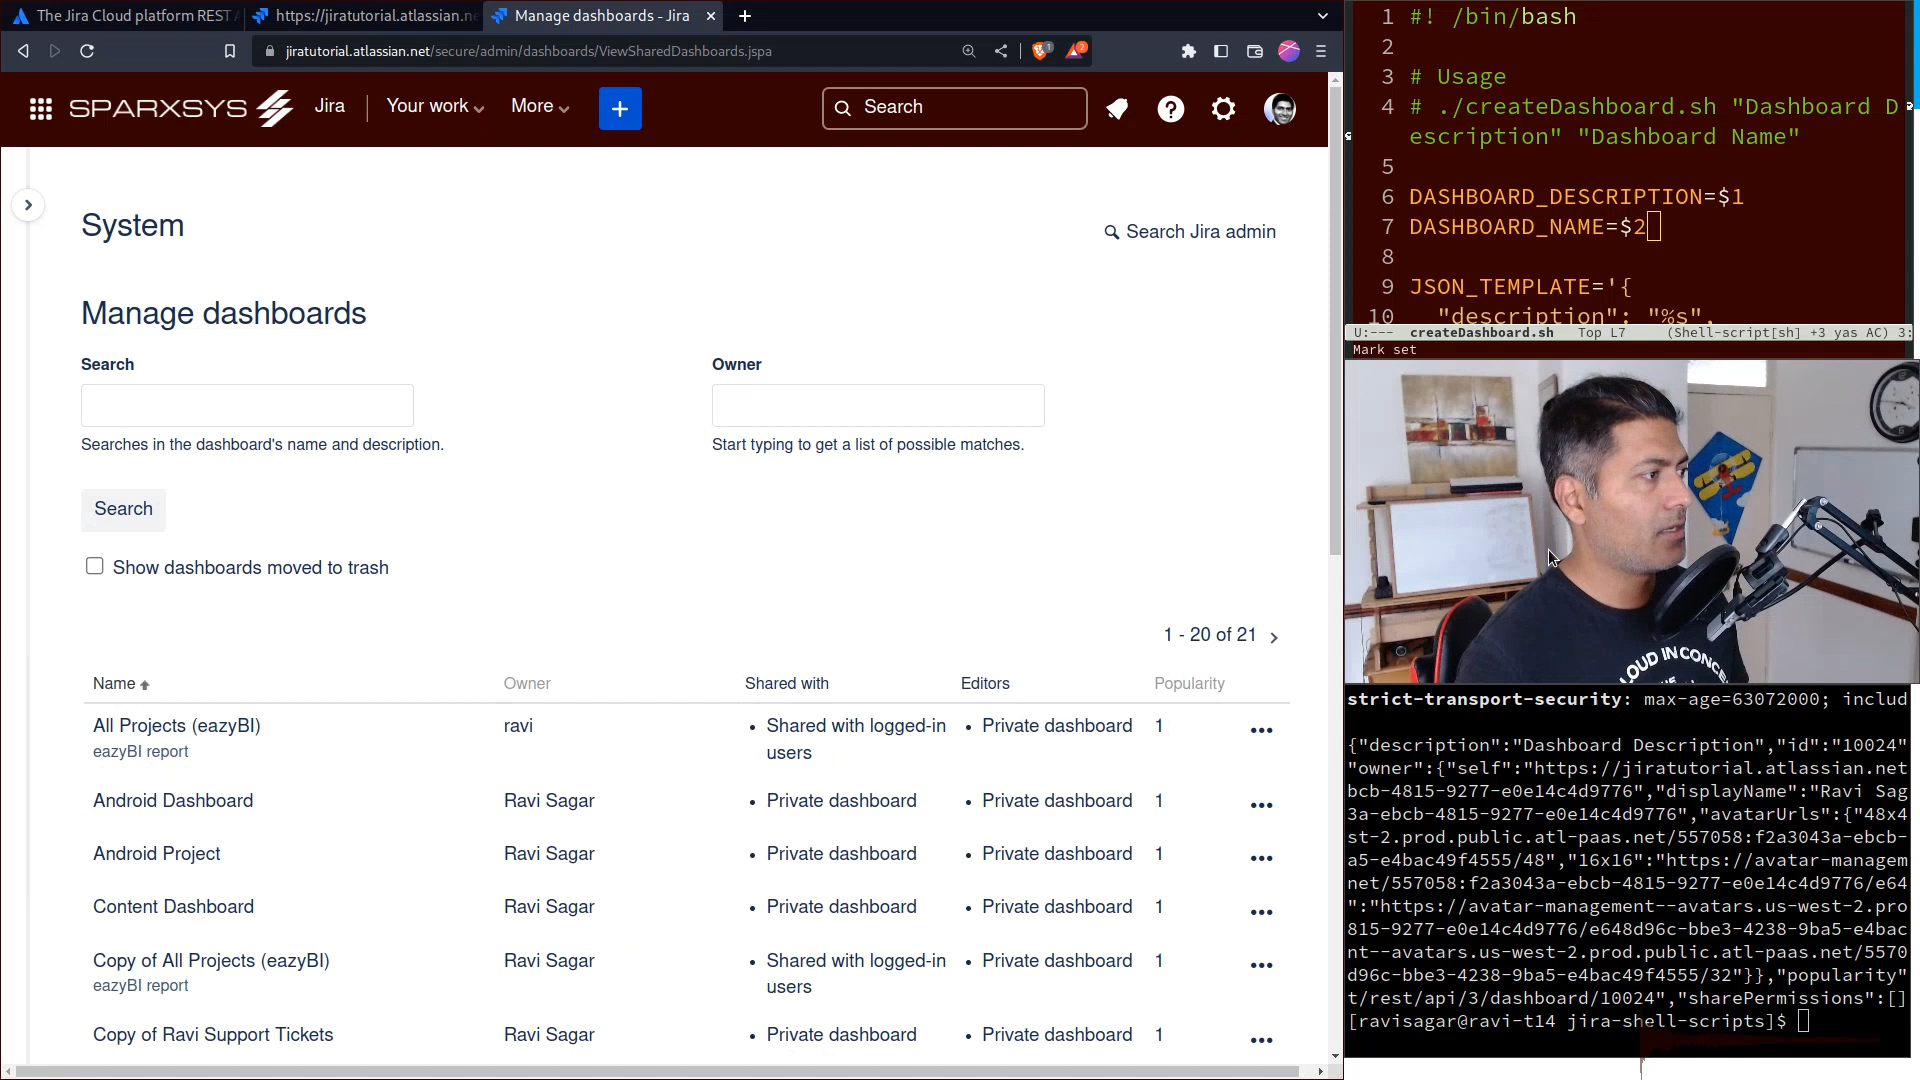 The Jira Cloud platform REST
https://jiratutorial.atlassian.ne
Manage dashboards - Jira
jiratutorial.atlassian.net/secure/admin/dashboards/ViewSharedDashboards.jspa
1
2
SPARXSYS
Jira
Your work
More
Search
System
Search Jira admin
Manage dashboards
Search
Owner
Searches in the dashboard's name and description.
Start typing to get a list of possible matches.
Search
Show dashboards moved to trash
1 - 20 of 21
Name Owner Shared with Editors Popularity
All Projects (eazyBI) ravi Shared with logged-in Private dashboard 1
eazyBI report users
Android Dashboard Ravi Sagar Private dashboard Private dashboard 1
Android Project Ravi Sagar Private dashboard Private dashboard 1
Content Dashboard Ravi Sagar Private dashboard Private dashboard 1
Copy of All Projects (eazyBI) Ravi Sagar Shared with logged-in Private dashboard 1
eazyBI report users
Copy of Ravi Support Tickets Ravi Sagar Private dashboard Private dashboard 1
1 #! /bin/bash
2
3 # Usage
4 # ./createDashboard.sh "Dashboard D
escription" "Dashboard Name"
5
6 DASHBOARD_DESCRIPTION=$1
7 DASHBOARD_NAME=$2
8
9 JSON_TEMPLATE='{
10 "description": "%s",
U:--- createDashboard.sh Top L7 (Shell-script[sh] +3 yas AC) 3:
Mark set
LOUD IN CONCE
strict-transport-security: max-age=63072000; includ
{"description":"Dashboard Description","id":"10024"
"owner":{"self":"https://jiratutorial.atlassian.net
bcb-4815-9277-e0e14c4d9776","displayName":"Ravi Sag
3a-ebcb-4815-9277-e0e14c4d9776","avatarUrls":{"48x4
st-2.prod.public.atl-paas.net/557058:f2a3043a-ebcb-
a5-e4bac49f4555/48","16x16":"https://avatar-managem
net/557058:f2a3043a-ebcb-4815-9277-e0e14c4d9776/e64
":"https://avatar-management--avatars.us-west-2.pro
815-9277-e0e14c4d9776/e648d96c-bbe3-4238-9ba5-e4bac
nt--avatars.us-west-2.prod.public.atl-paas.net/5570
d96c-bbe3-4238-9ba5-e4bac49f4555/32"}},"popularity"
t/rest/api/3/dashboard/10024","sharePermissions":[]
[ravisagar@ravi-t14 jira-shell-scripts]$